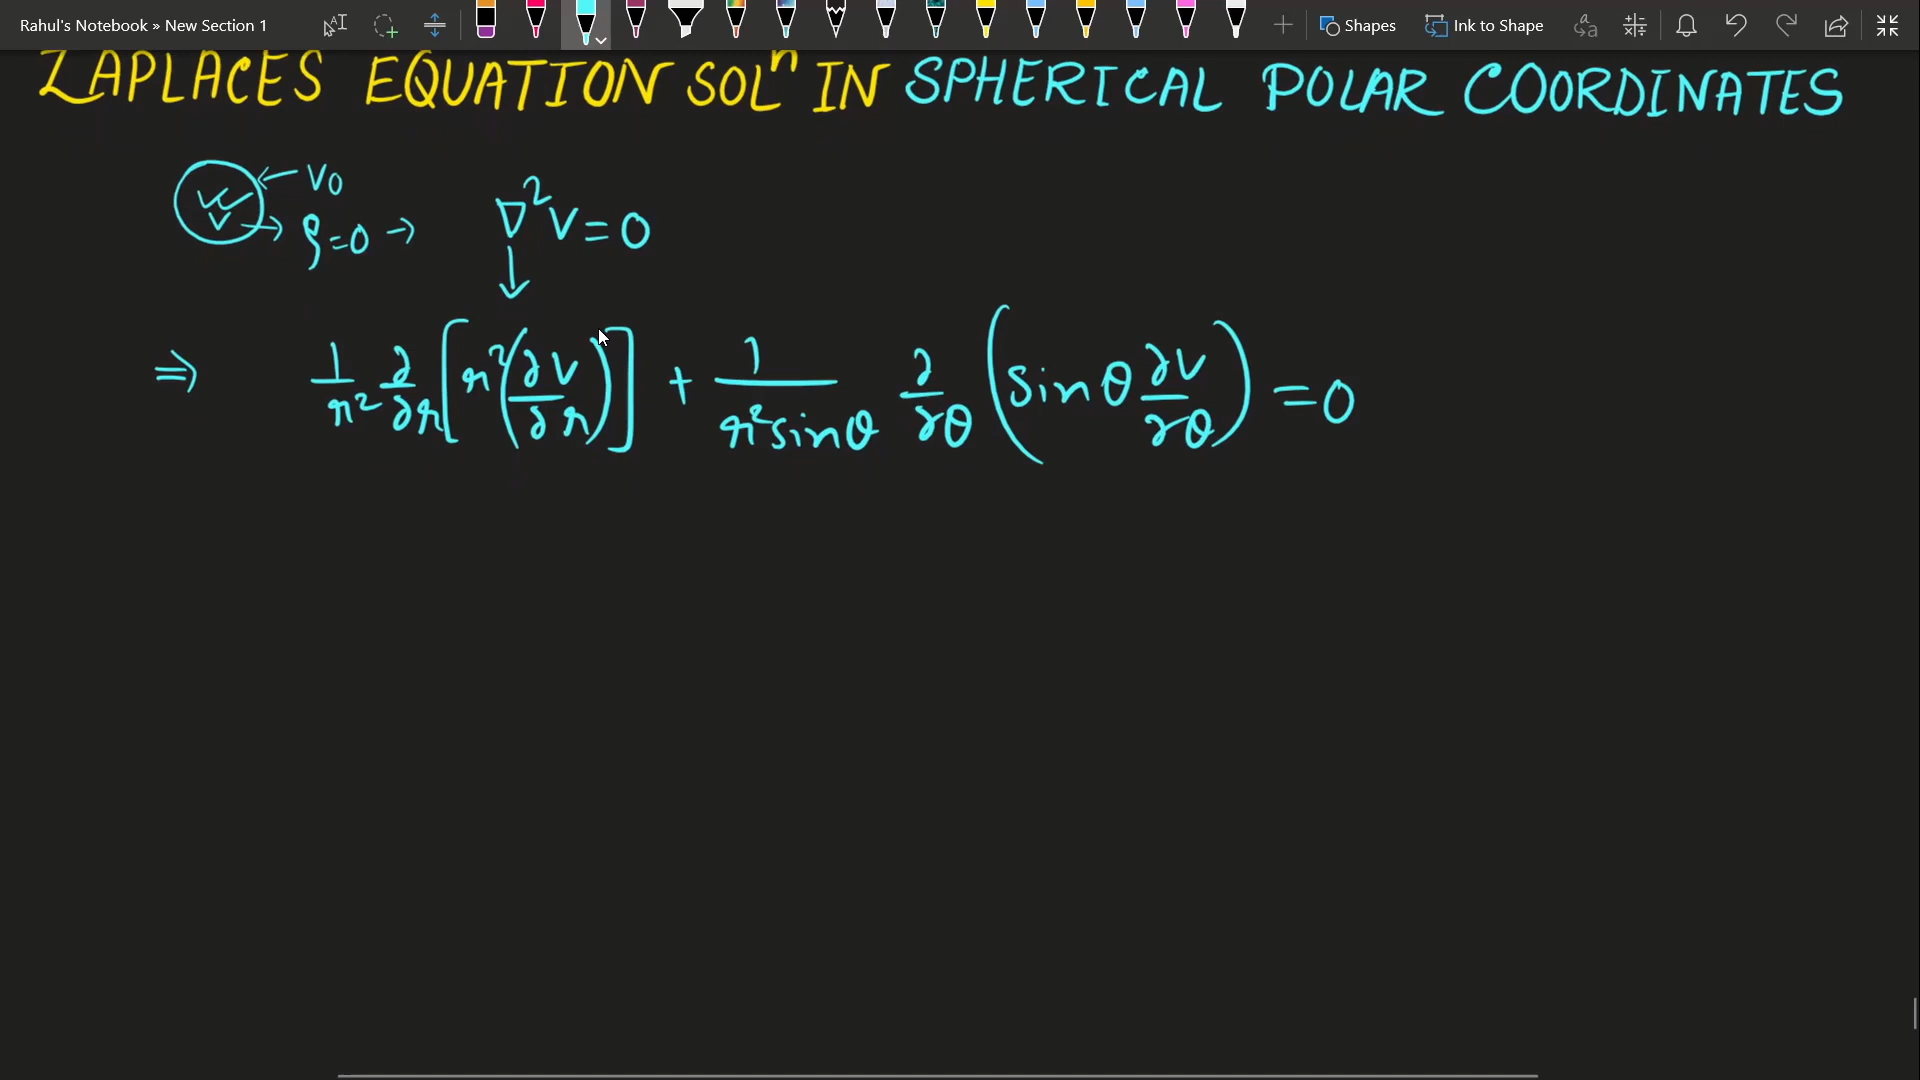 Rahul's Notebook » New Section 1
Shapes
Ink to Shape
LAPLACES EQUATION SOLⁿ IN SPHERICAL POLAR COORDINATES
V₀
V
ρ=0 → ∇²V=0
⇒ 1/r² ∂/∂r [r²(∂V/∂r)] + 1/r²sinθ ∂/∂θ (sinθ ∂V/∂θ) =0